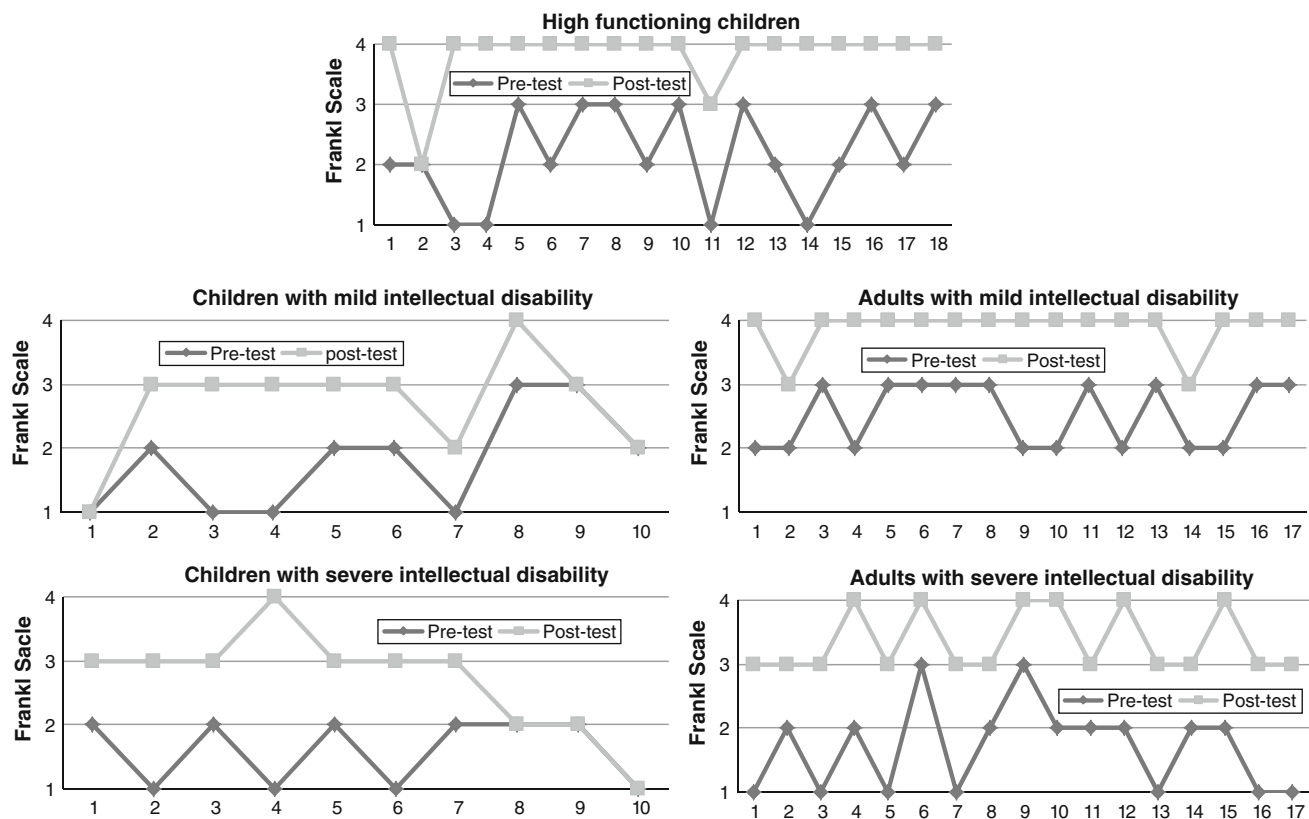 High functioning children
Frankl Scale
4
3
2
1
Pre-test Post-test
1 2 3 4 5 6 7 8 9 10 11 12 13 14 15 16 17 18
Children with mild intellectual disability
Frankl Scale
4
3
2
1
Pre-test post-test
1 2 3 4 5 6 7 8 9 10
Adults with mild intellectual disability
Frankl Scale
4
3
2
1
Pre-test Post-test
1 2 3 4 5 6 7 8 9 10 11 12 13 14 15 16 17
Children with severe intellectual disability
Frankl Sacle
4
3
2
1
Pre-test Post-test
1 2 3 4 5 6 7 8 9 10
Adults with severe intellectual disability
Frankl Scale
4
3
2
1
Pre-test Post-test
1 2 3 4 5 6 7 8 9 10 11 12 13 14 15 16 17